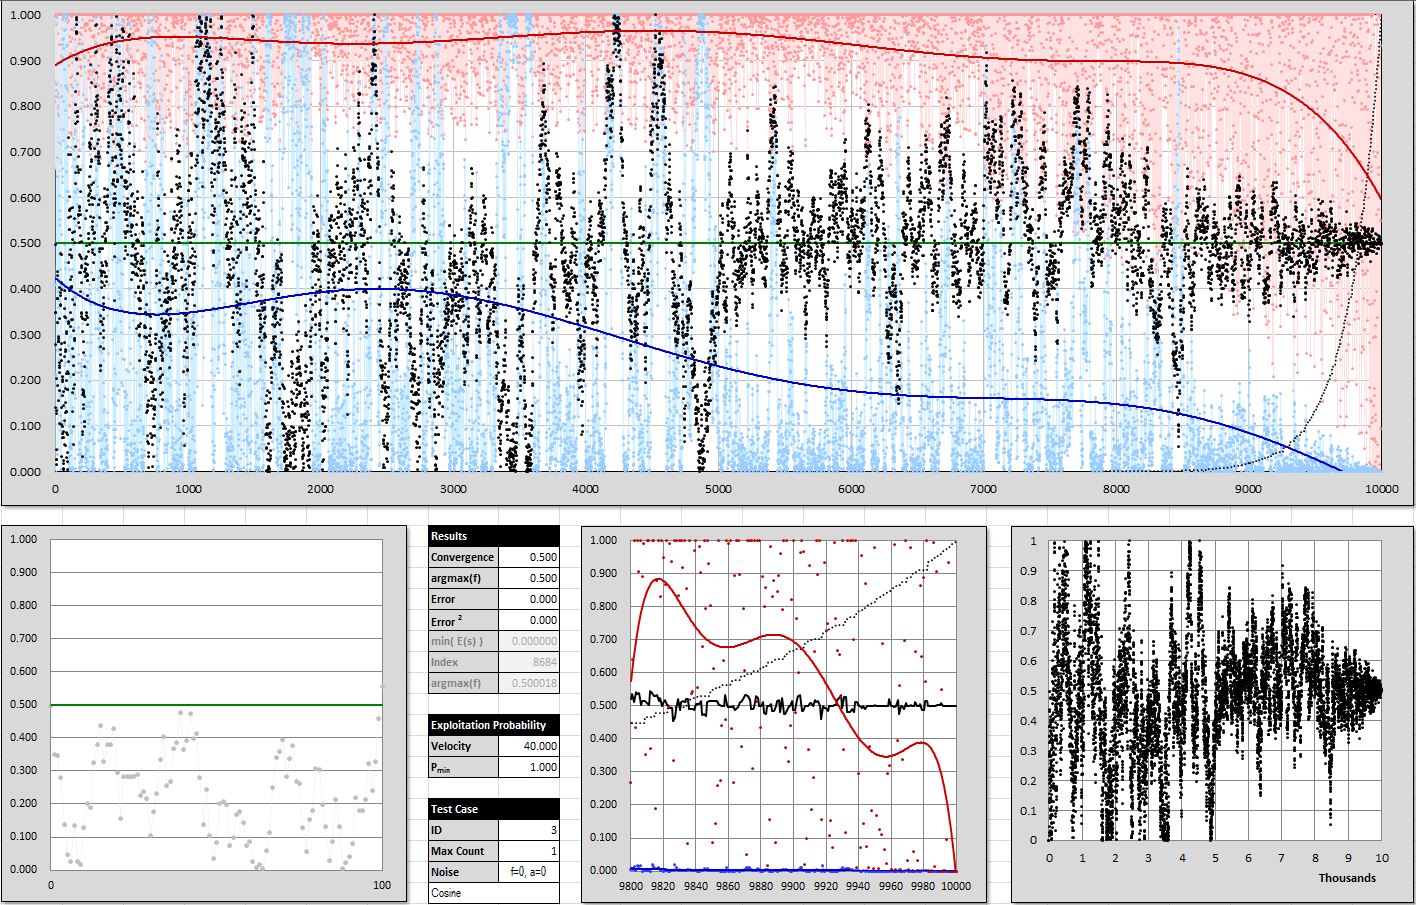 1.000
0.900
0.800
0.700
0.600
0.500
0.400
0.300
0.200
0.100
0.000
0 1000 2000 3000 4000 5000 6000 7000 8000 9000 10000
1.000
0.900
0.800
0.700
0.600
0.500
0.400
0.300
0.200
0.100
0.000
0 100
Results
Convergence 0.500
argmax(f) 0.500
Error 0.000
Error 2 0.000
min( E(s) ) 0.000000
Index 8684
argmax(f) 0.500018
Exploitation Probability
Velocity 40.000
Pmin 1.000
Test Case
ID 3
Max Count 1
Noise f=0, a=0
Cosine
1.000
0.900
0.800
0.700
0.600
0.500
0.400
0.300
0.200
0.100
0.000
9800 9820 9840 9860 9880 9900 9920 9940 9960 9980 10000
1
0.9
0.8
0.7
0.6
0.5
0.4
0.3
0.2
0.1
0
0 1 2 3 4 5 6 7 8 9 10
Thousands